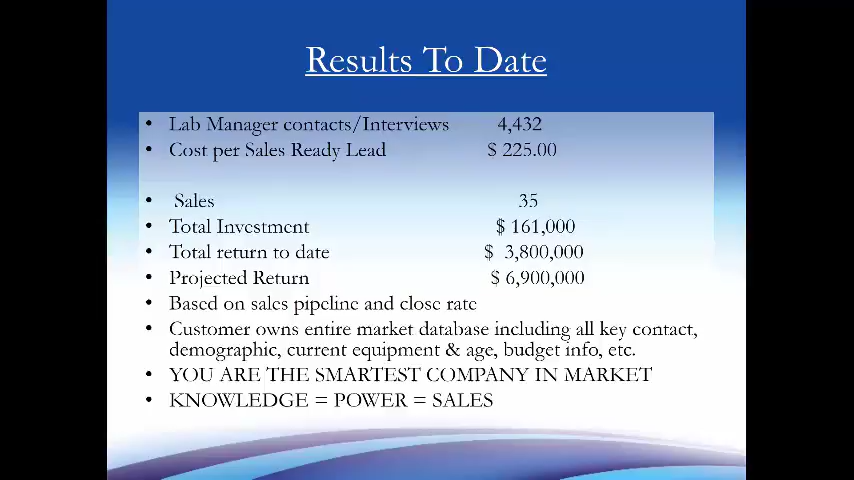 Results To Date
• Lab Manager contacts/Interviews 4,432
• Cost per Sales Ready Lead $ 225.00
• Sales 35
• Total Investment $ 161,000
• Total return to date $ 3,800,000
• Projected Return $ 6,900,000
• Based on sales pipeline and close rate
• Customer owns entire market database including all key contact,
demographic, current equipment & age, budget info, etc.
• YOU ARE THE SMARTEST COMPANY IN MARKET
• KNOWLEDGE = POWER = SALES